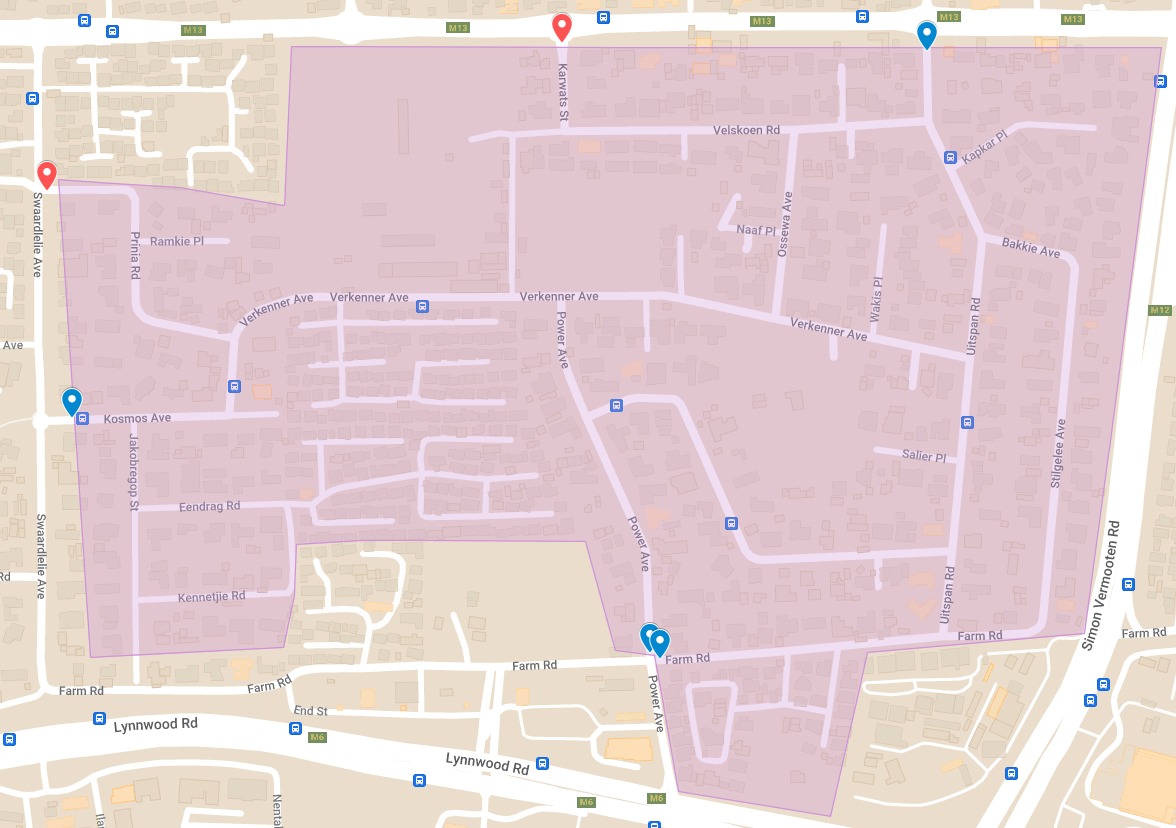 M13
M13
M13
M13
M13
Karwats St
Velskoen Rd
Kapkar Pl
Swaardlelie Ave
Prinia Rd
Ramkie Pl
Naaf Pl
Ossewa Ave
Bakkie Ave
Verkenner Ave
Verkenner Ave
Verkenner Ave
Verkenner Ave
Wakis Pl
Uitspan Rd
M12
Ave
Power Ave
Kosmos Ave
Jakobregop St
Salier Pl
Stilgelee Ave
Eendrag Rd
Swaardlelie Ave
Power Ave
Rd
Kennetjie Rd
Uitspan Rd
Simon Vermooten Rd
Farm Rd
Farm Rd
Farm Rd
Farm Rd
Farm Rd
Farm Rd
Power Ave
End St
Lynnwood Rd
M6
Lynnwood Rd
M6
M6
Nental
Ila